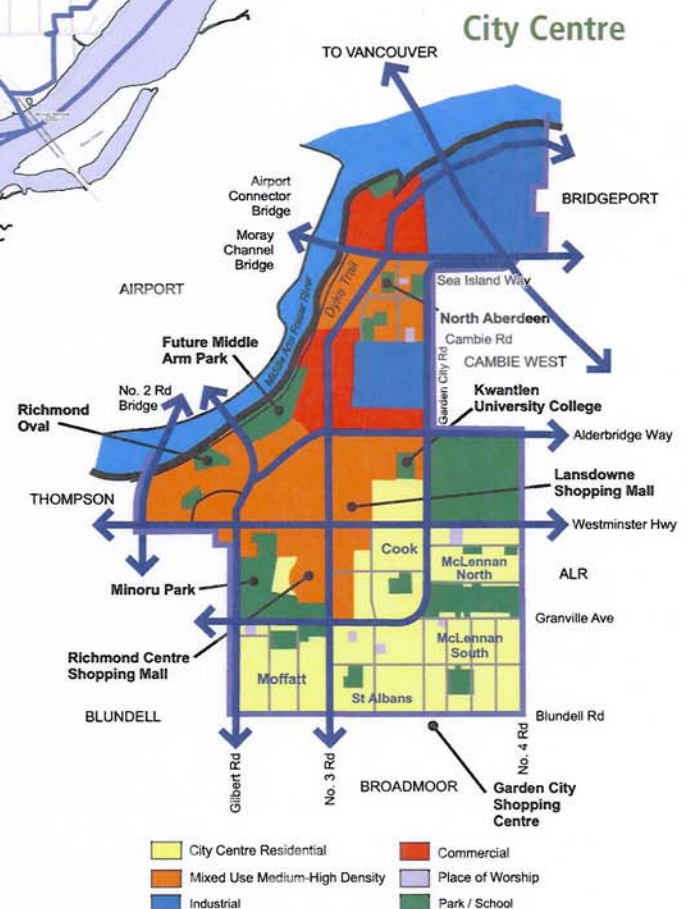 City Centre
TO VANCOUVER
Airport
Connector
Bridge
BRIDGEPORT
Moray
Channel
Bridge
AIRPORT
Dyke Trail
Middle Arm Fraser River
Sea Island Way
North Aberdeen
Cambie Rd
CAMBIE WEST
Garden City Rd
Future Middle
Arm Park
No. 2 Rd
Bridge
Richmond
Oval
Kwantlen
University College
Alderbridge Way
Lansdowne
Shopping Mall
THOMPSON
Westminster Hwy
Cook
McLennan
North
ALR
Minoru Park
Granville Ave
McLennan
South
Richmond Centre
Shopping Mall
Moffatt
St Albans
BLUNDELL
Blundell Rd
Gilbert Rd
No. 3 Rd
No. 4 Rd
BROADMOOR
Garden City
Shopping
Centre
City Centre Residential
Commercial
Mixed Use Medium-High Density
Place of Worship
Industrial
Park / School